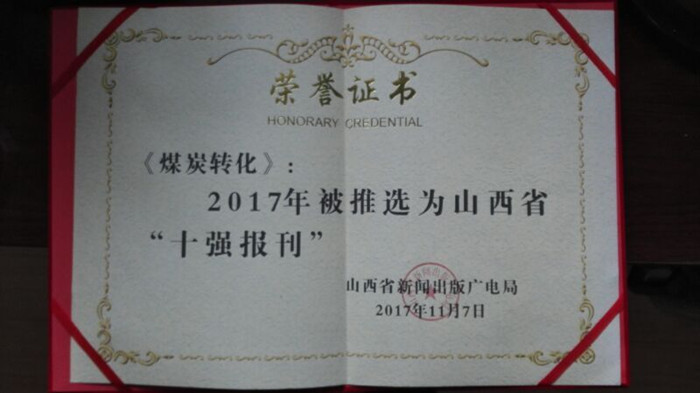 荣誉证书
HONORARY CREDENTIAL
《煤炭转化》：
2017年被推选为山西省
“十强报刊”
山西省新闻出版广电局
2017年11月7日